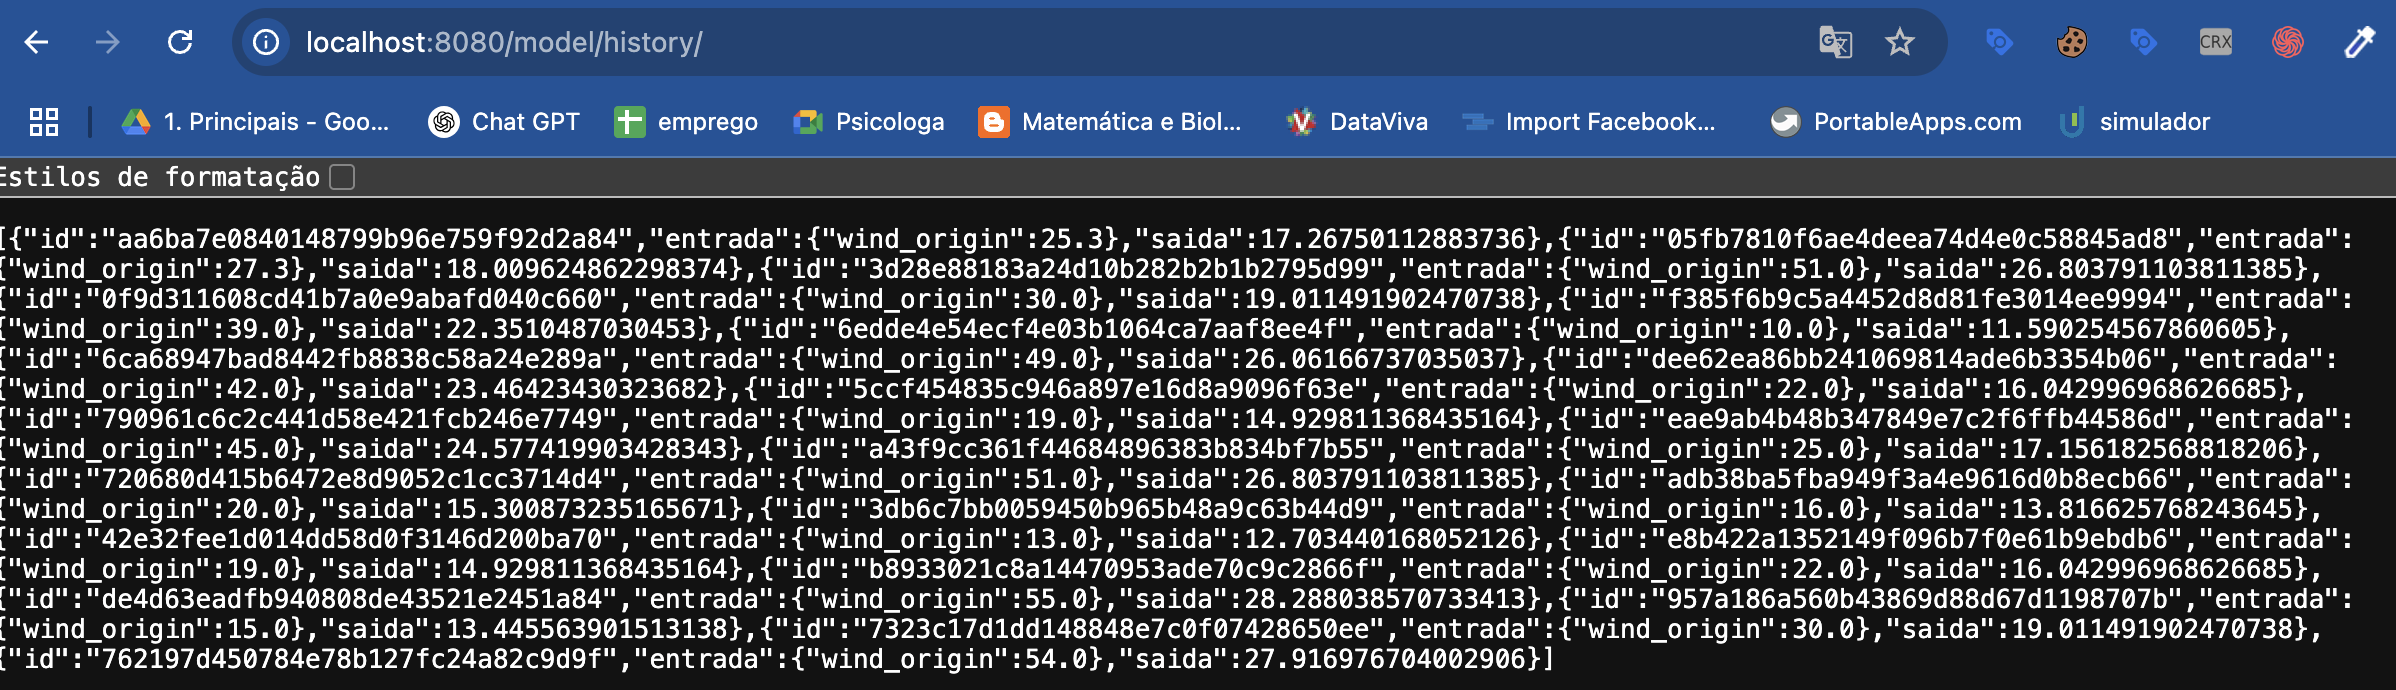 localhost:8080/model/history/
CRX
1. Principais - Goo...
Chat GPT
emprego
Psicologa
Matemática e Biol...
DataViva
Import Facebook...
PortableApps.com
simulador
Estilos de formatação
[{"id":"aa6ba7e0840148799b96e759f92d2a84","entrada":{"wind_origin":25.3},"saida":17.26750112883736},{"id":"05fb7810f6ae4deea74d4e0c58845ad8","entrada":
{"wind_origin":27.3},"saida":18.009624862298374},{"id":"3d28e88183a24d10b282b2b1b2795d99","entrada":{"wind_origin":51.0},"saida":26.803791103811385},
{"id":"0f9d311608cd41b7a0e9abafd040c660","entrada":{"wind_origin":30.0},"saida":19.011491902470738},{"id":"f385f6b9c5a4452d8d81fe3014ee9994","entrada":
{"wind_origin":39.0},"saida":22.3510487030453},{"id":"6edde4e54ecf4e03b1064ca7aaf8ee4f","entrada":{"wind_origin":10.0},"saida":11.590254567860605},
{"id":"6ca68947bad8442fb8838c58a24e289a","entrada":{"wind_origin":49.0},"saida":26.06166737035037},{"id":"dee62ea86bb241069814ade6b3354b06","entrada":
{"wind_origin":42.0},"saida":23.46423430323682},{"id":"5ccf454835c946a897e16d8a9096f63e","entrada":{"wind_origin":22.0},"saida":16.042996968626685},
{"id":"790961c6c2c441d58e421fcb246e7749","entrada":{"wind_origin":19.0},"saida":14.929811368435164},{"id":"eae9ab4b48b347849e7c2f6ffb44586d","entrada":
{"wind_origin":45.0},"saida":24.577419903428343},{"id":"a43f9cc361f44684896383b834bf7b55","entrada":{"wind_origin":25.0},"saida":17.156182568818206},
{"id":"720680d415b6472e8d9052c1cc3714d4","entrada":{"wind_origin":51.0},"saida":26.803791103811385},{"id":"adb38ba5fba949f3a4e9616d0b8ecb66","entrada":
{"wind_origin":20.0},"saida":15.300873235165671},{"id":"3db6c7bb0059450b965b48a9c63b44d9","entrada":{"wind_origin":16.0},"saida":13.816625768243645},
{"id":"42e32fee1d014dd58d0f3146d200ba70","entrada":{"wind_origin":13.0},"saida":12.703440168052126},{"id":"e8b422a1352149f096b7f0e61b9ebdb6","entrada":
{"wind_origin":19.0},"saida":14.929811368435164},{"id":"b8933021c8a14470953ade70c9c2866f","entrada":{"wind_origin":22.0},"saida":16.042996968626685},
{"id":"de4d63eadfb940808de43521e2451a84","entrada":{"wind_origin":55.0},"saida":28.288038570733413},{"id":"957a186a560b43869d88d67d1198707b","entrada":
{"wind_origin":15.0},"saida":13.445563901513138},{"id":"7323c17d1dd148848e7c0f07428650ee","entrada":{"wind_origin":30.0},"saida":19.011491902470738},
{"id":"762197d450784e78b127fc24a82c9d9f","entrada":{"wind_origin":54.0},"saida":27.916976704002906}]